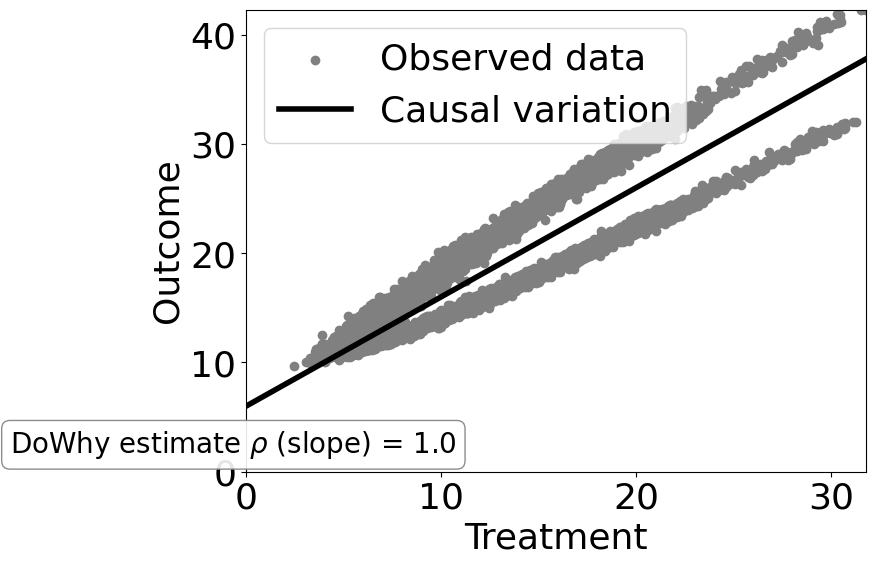 40
30
20
10
0
Outcome
Observed data
Causal variation
DoWhy estimate ρ (slope) = 1.0
0 10 20 30
Treatment